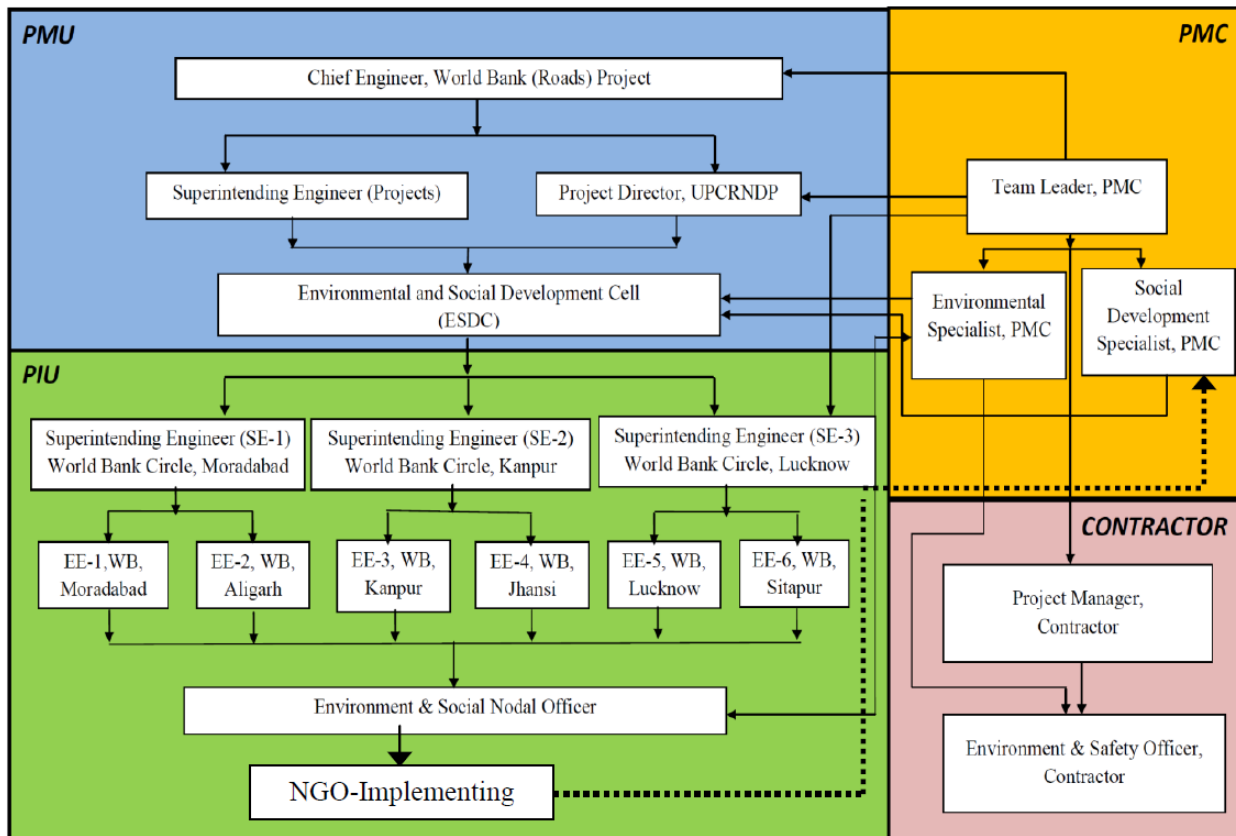 PMU
Chief Engineer, World Bank (Roads) Project
Superintending Engineer (Projects)
Project Director, UPCRNDP
Environmental and Social Development Cell
(ESDC)
PMC
Team Leader, PMC
Environmental
Specialist, PMC
Social
Development
Specialist, PMC
PIU
Superintending Engineer (SE-1)
World Bank Circle, Moradabad
Superintending Engineer (SE-2)
World Bank Circle, Kanpur
Superintending Engineer (SE-3)
World Bank Circle, Lucknow
EE-1,WB,
Moradabad
EE-2, WB,
Aligarh
EE-3, WB,
Kanpur
EE-4, WB,
Jhansi
EE-5, WB,
Lucknow
EE-6, WB,
Sitapur
Environment & Social Nodal Officer
NGO-Implementing
CONTRACTOR
Project Manager,
Contractor
Environment & Safety Officer,
Contractor